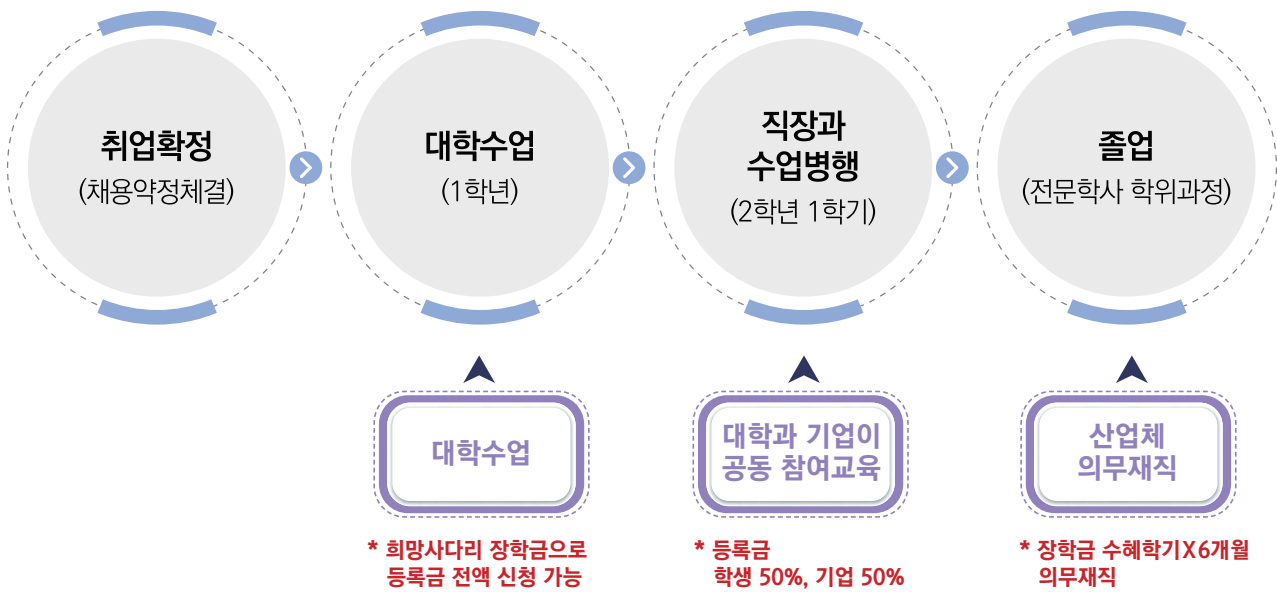 취업확정
(채용약정체결)
대학수업
(1학년)
직장과
수업병행
(2학년 1학기)
졸업
(전문학사 학위과정)
대학수업
* 희망사다리 장학금으로
등록금 전액 신청 가능
대학과 기업이
공동 참여교육
* 등록금
학생 50%, 기업 50%
산업체
의무재직
* 장학금 수혜학기X6개월
의무재직